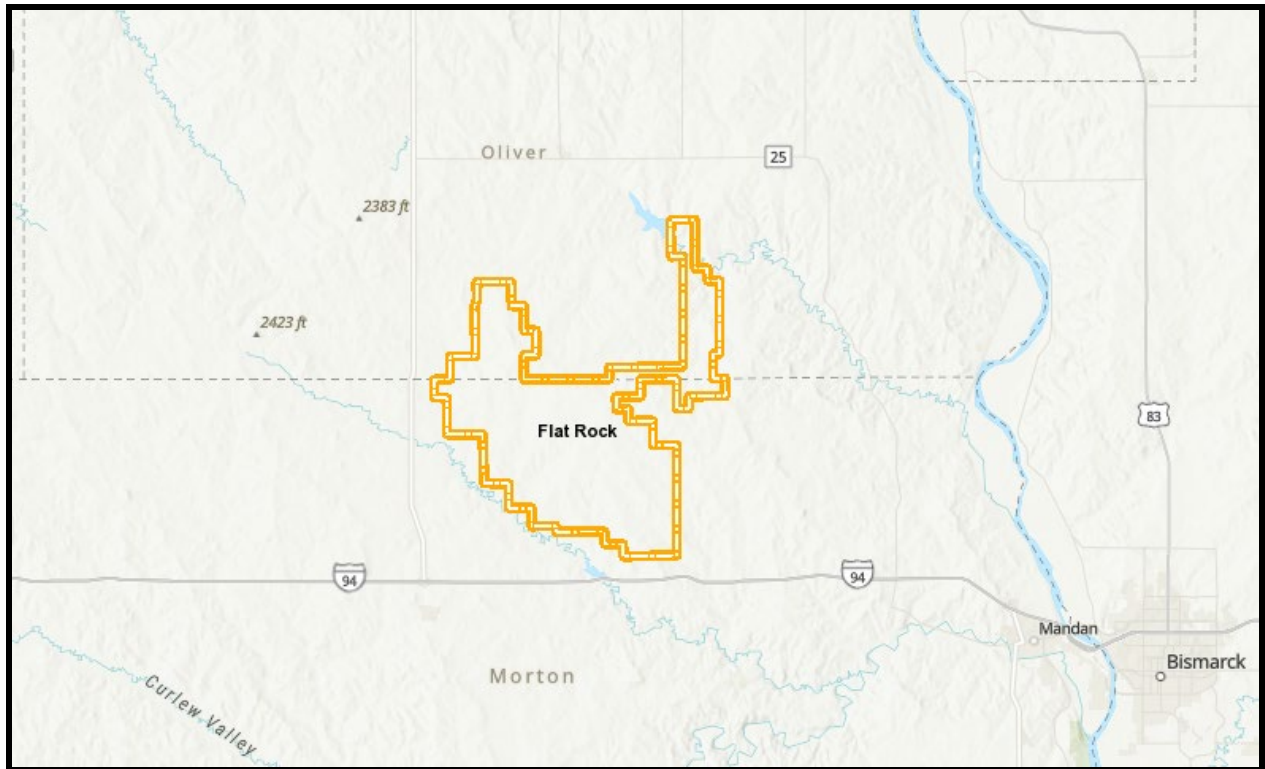 Oliver
25
2383 ft
2423 ft
Flat Rock
83
94
94
Mandan
Bismarck
Morton
Curlew Valley